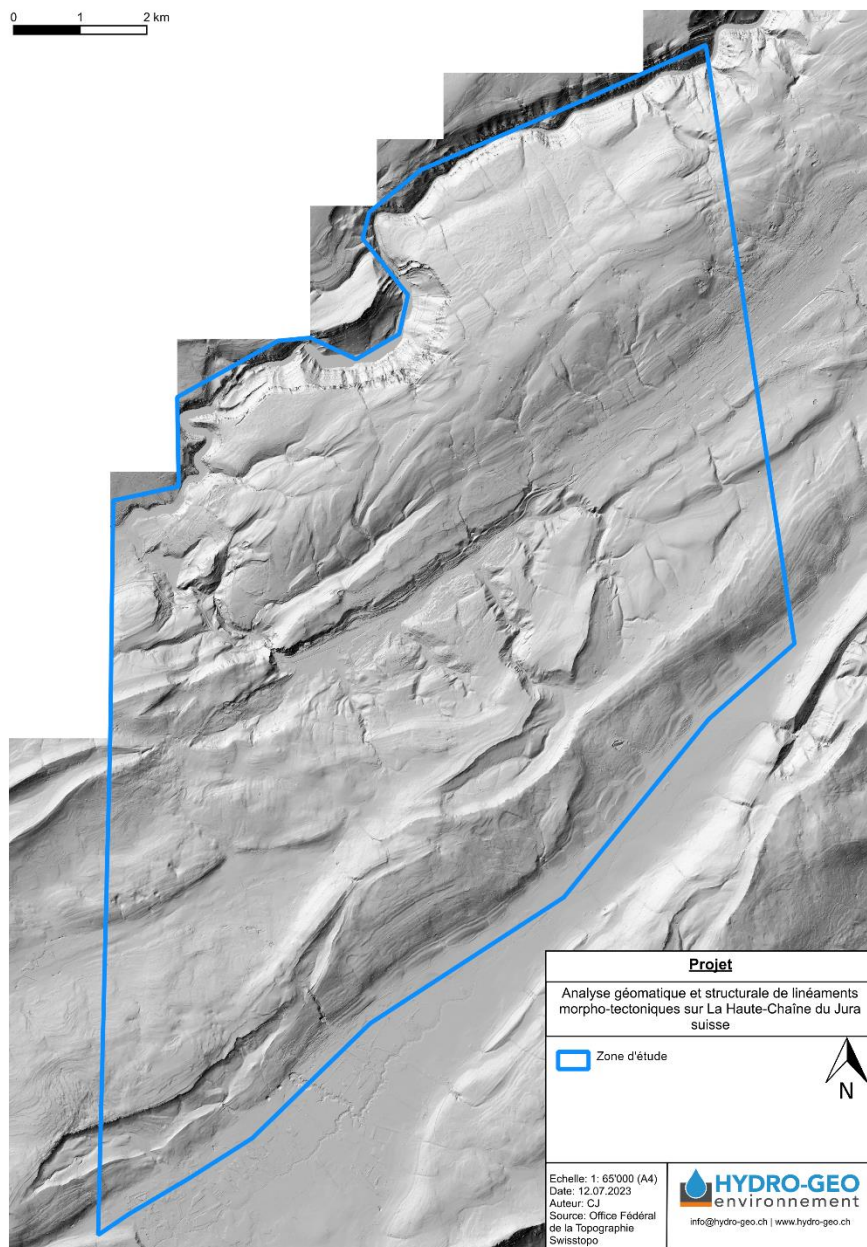 0 1 2 km
Projet
Analyse géomatique et structurale de linéaments
morpho-tectoniques sur La Haute-Chaîne du Jura
suisse
Zone d'étude
N
Echelle: 1: 65'000 (A4)
Date: 12.07.2023
Auteur: CJ
Source: Office Fédéral
de la Topographie
Swisstopo
HYDRO-GEO
environnement
info@hydro-geo.ch | www.hydro-geo.ch